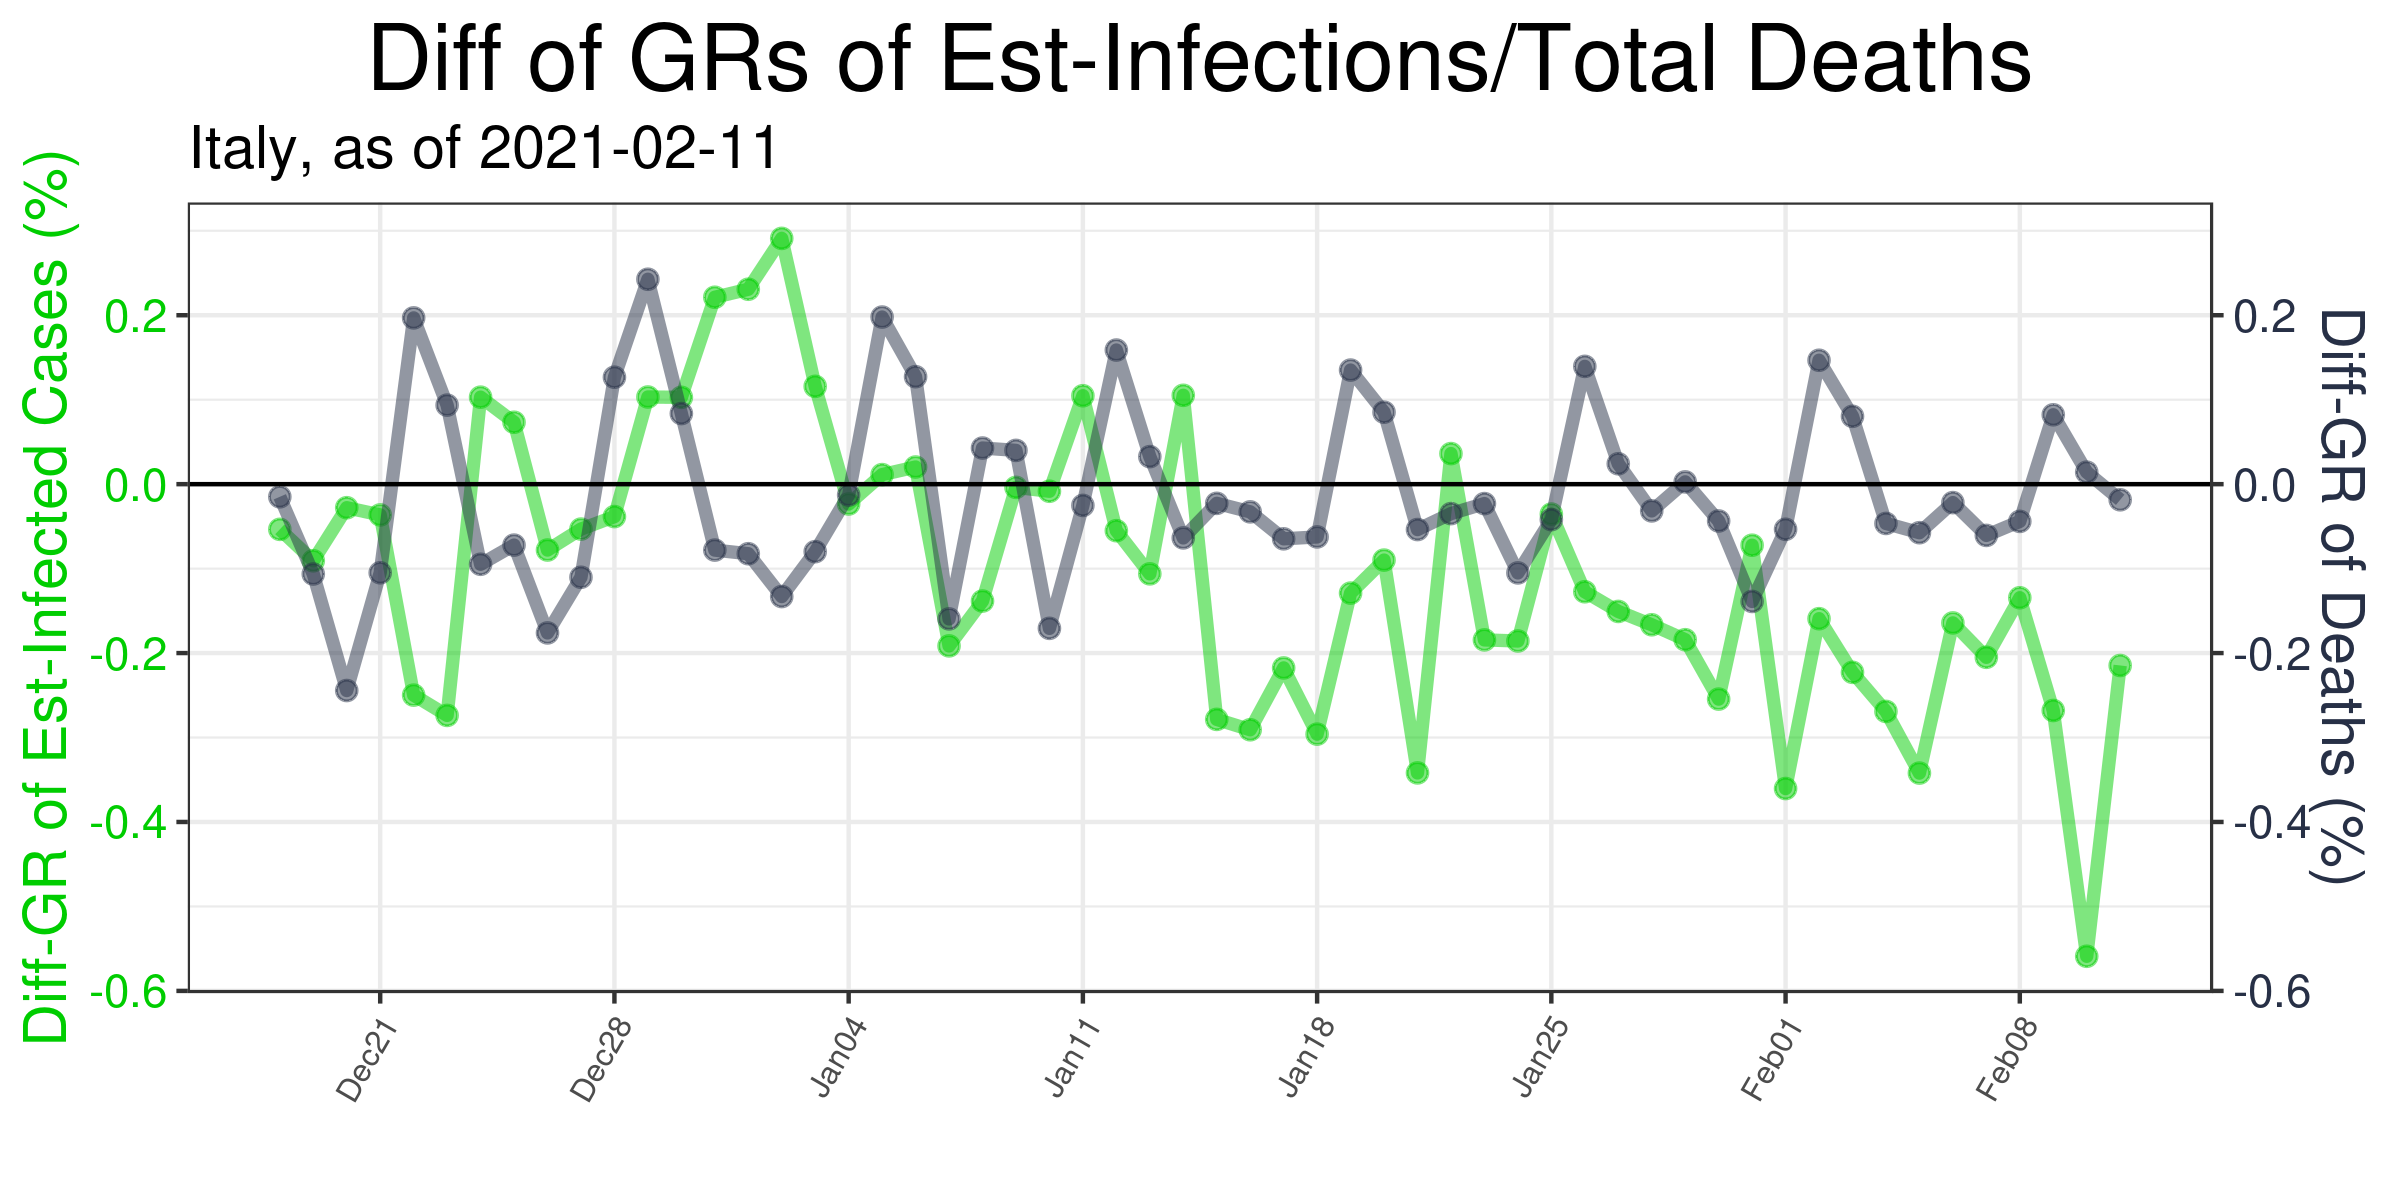 Diff of GRs of Est-Infections/Total Deaths
Italy, as of 2021-02-11
Diff-GR of Est-Infected Cases (%)
0.2
0.0
-0.2
-0.4
-0.6
0.2
0.0
-0.2
-0.4
-0.6
Diff-GR of Deaths (%)
Dec21
Dec28
Jan04
Jan11
Jan18
Jan25
Feb01
Feb08